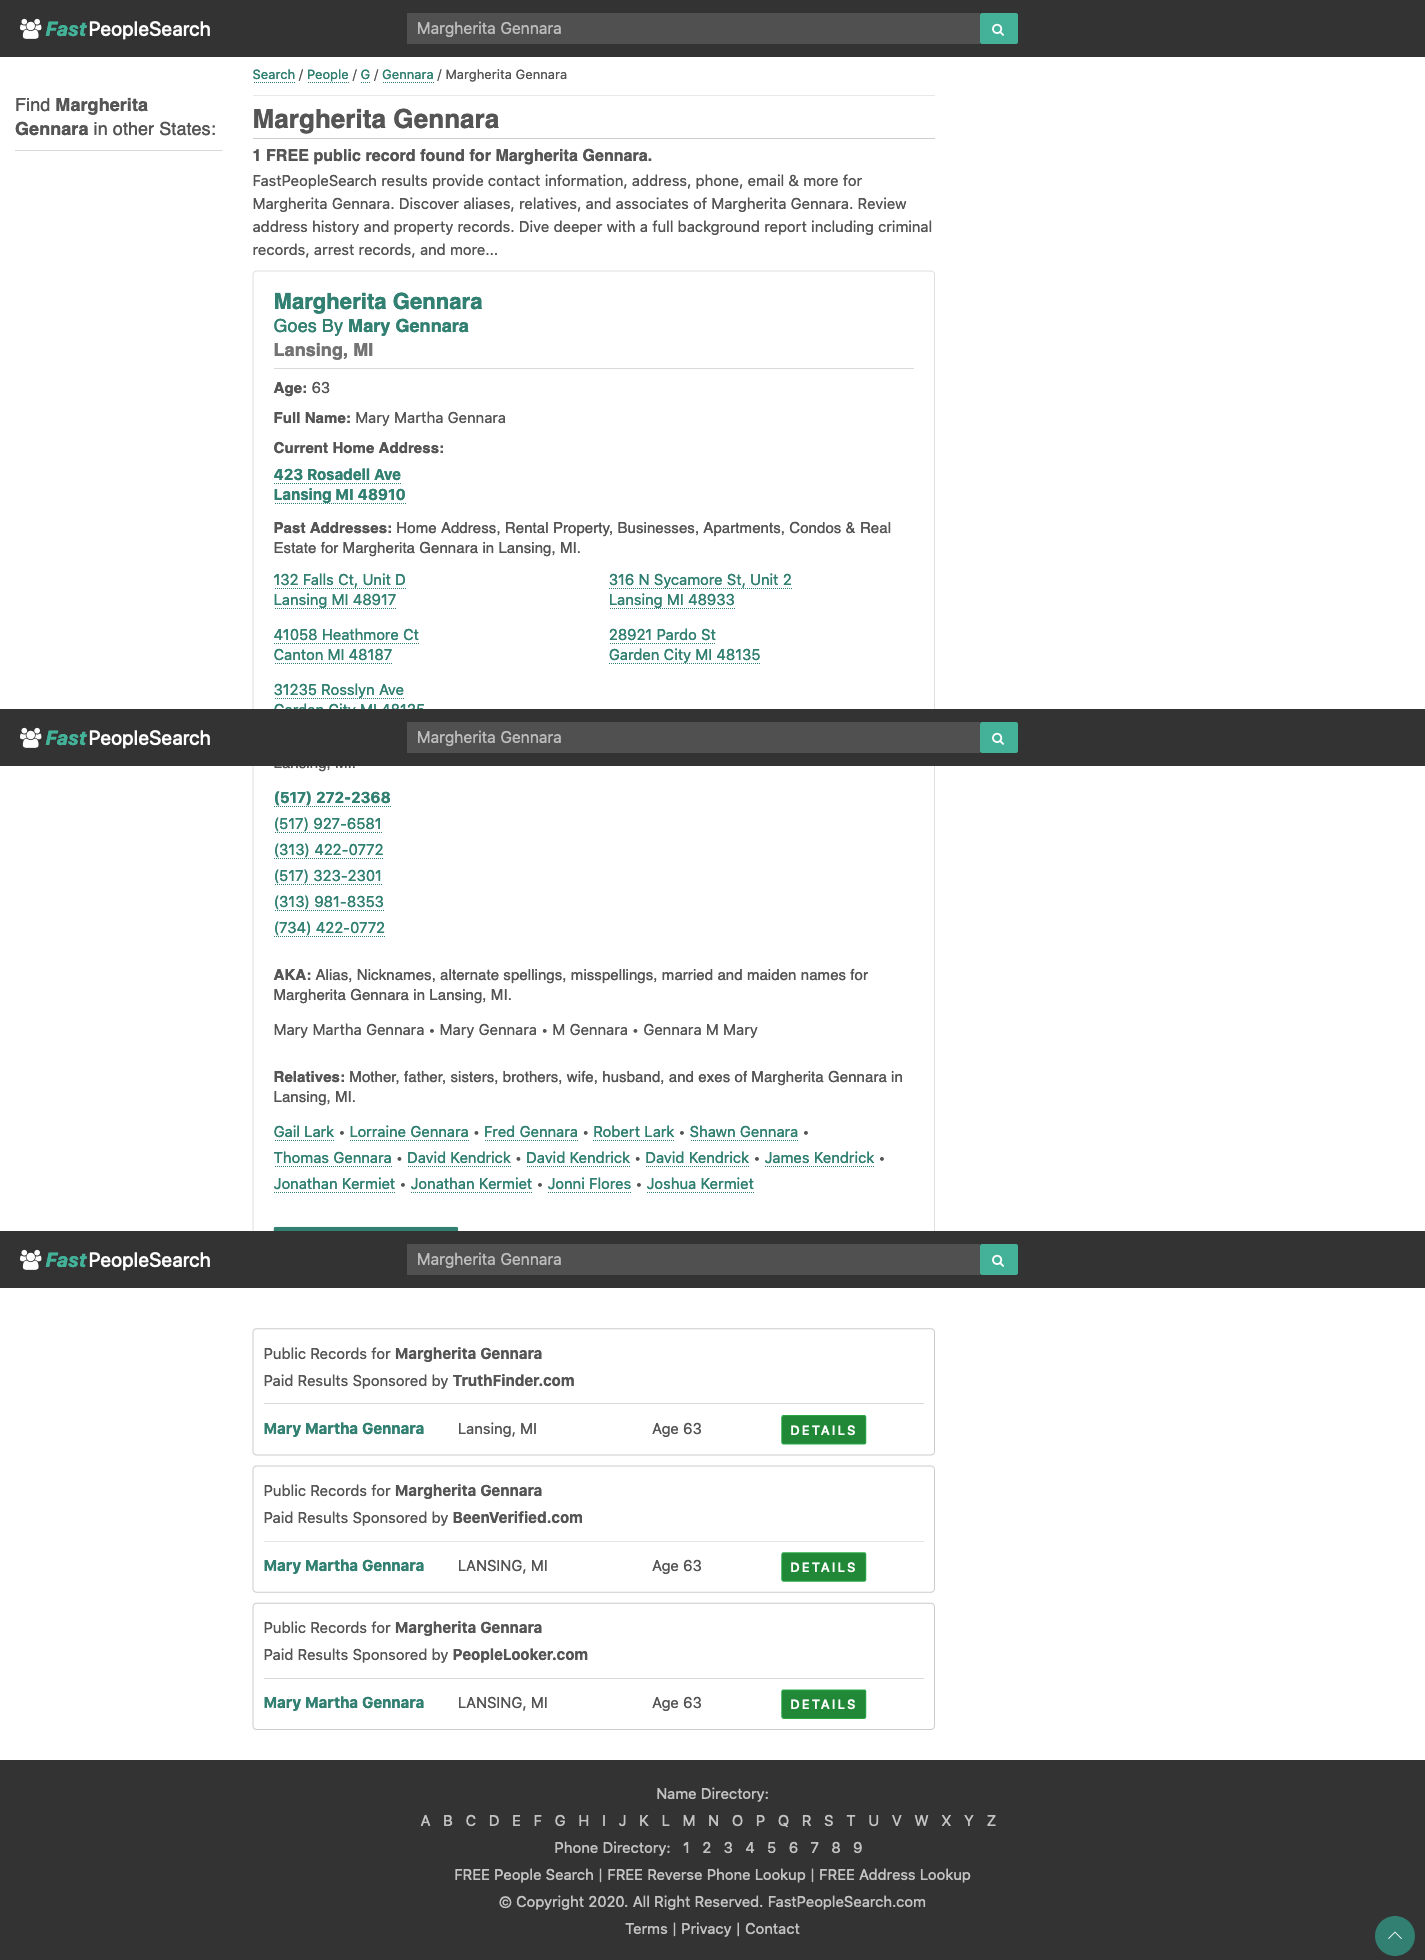 FastPeopleSearch
Margherita Gennara
Search / People / G / Gennara / Margherita Gennara
Find Margherita
Gennara in other States:
Margherita Gennara
1 FREE public record found for Margherita Gennara.
FastPeopleSearch results provide contact information, address, phone, email & more for
Margherita Gennara. Discover aliases, relatives, and associates of Margherita Gennara. Review
address history and property records. Dive deeper with a full background report including criminal
records, arrest records, and more...
Margherita Gennara
Goes By Mary Gennara
Lansing, MI
Age: 63
Full Name: Mary Martha Gennara
Current Home Address:
423 Rosadell Ave
Lansing MI 48910
Past Addresses: Home Address, Rental Property, Businesses, Apartments, Condos & Real
Estate for Margherita Gennara in Lansing, MI.
132 Falls Ct, Unit D
Lansing MI 48917
316 N Sycamore St, Unit 2
Lansing MI 48933
41058 Heathmore Ct
Canton MI 48187
28921 Pardo St
Garden City MI 48135
31235 Rosslyn Ave
Garden City MI 48135
FastPeopleSearch
Margherita Gennara
Lansing, MI.
(517) 272-2368
(517) 927-6581
(313) 422-0772
(517) 323-2301
(313) 981-8353
(734) 422-0772
AKA: Alias, Nicknames, alternate spellings, misspellings, married and maiden names for
Margherita Gennara in Lansing, MI.
Mary Martha Gennara • Mary Gennara • M Gennara • Gennara M Mary
Relatives: Mother, father, sisters, brothers, wife, husband, and exes of Margherita Gennara in
Lansing, MI.
Gail Lark • Lorraine Gennara • Fred Gennara • Robert Lark • Shawn Gennara •
Thomas Gennara • David Kendrick • David Kendrick • David Kendrick • James Kendrick •
Jonathan Kermiet • Jonathan Kermiet • Jonni Flores • Joshua Kermiet
FastPeopleSearch
Margherita Gennara
Public Records for Margherita Gennara
Paid Results Sponsored by TruthFinder.com
Mary Martha Gennara Lansing, MI Age 63 DETAILS
Public Records for Margherita Gennara
Paid Results Sponsored by BeenVerified.com
Mary Martha Gennara LANSING, MI Age 63 DETAILS
Public Records for Margherita Gennara
Paid Results Sponsored by PeopleLooker.com
Mary Martha Gennara LANSING, MI Age 63 DETAILS
Name Directory:
A B C D E F G H I J K L M N O P Q R S T U V W X Y Z
Phone Directory: 1 2 3 4 5 6 7 8 9
FREE People Search | FREE Reverse Phone Lookup | FREE Address Lookup
© Copyright 2020. All Right Reserved. FastPeopleSearch.com
Terms | Privacy | Contact